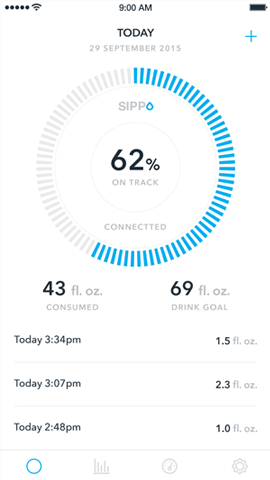 9:00 AM
TODAY
29 SEPTEMBER 2015
SIPPO
62%
ON TRACK
CONNECTTED
43 fl. oz. 69 fl. oz.
CONSUMED DRINK GOAL
Today 3:34pm 1.5 fl. oz.
Today 3:07pm 2.3 fl. oz.
Today 2:48pm 1.0 fl. oz.